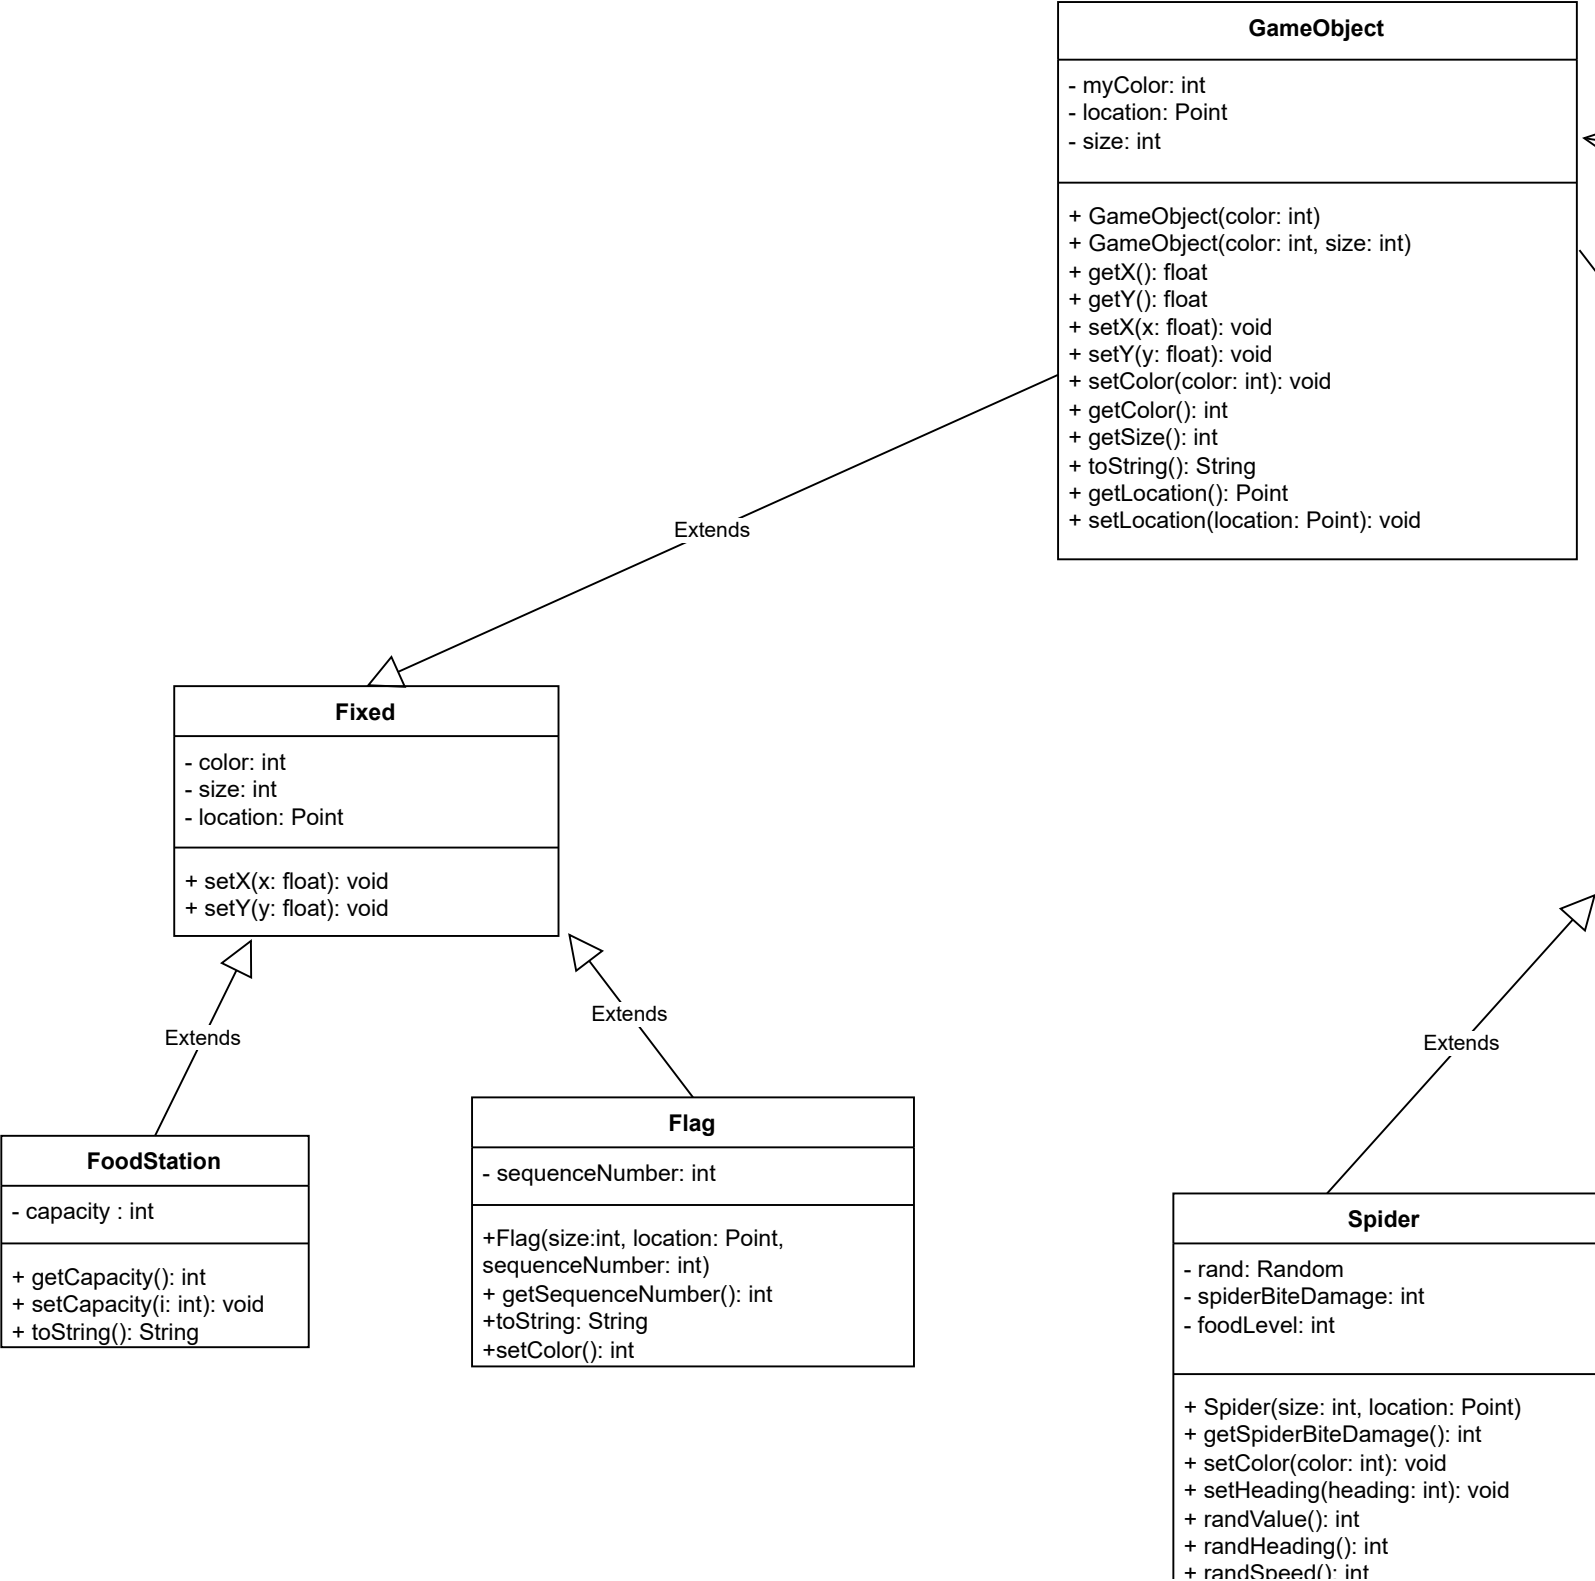 GameObject
- myColor: int
- location: Point
- size: int
+ GameObject(color: int)
+ GameObject(color: int, size: int)
+ getX(): float
+ getY(): float
+ setX(x: float): void
+ setY(y: float): void
+ setColor(color: int): void
+ getColor(): int
+ getSize(): int
+ toString(): String
+ getLocation(): Point
+ setLocation(location: Point): void
Extends
Fixed
- color: int
- size: int
- location: Point
+ setX(x: float): void
+ setY(y: float): void
Extends
Extends
Extends
FoodStation
- capacity : int
+ getCapacity(): int
+ setCapacity(i: int): void
+ toString(): String
Flag
- sequenceNumber: int
+Flag(size:int, location: Point,
sequenceNumber: int)
+ getSequenceNumber(): int
+toString: String
+setColor(): int
Spider
- rand: Random
- spiderBiteDamage: int
- foodLevel: int
+ Spider(size: int, location: Point)
+ getSpiderBiteDamage(): int
+ setColor(color: int): void
+ setHeading(heading: int): void
+ randValue(): int
+ randHeading(): int
+ randSpeed(): int